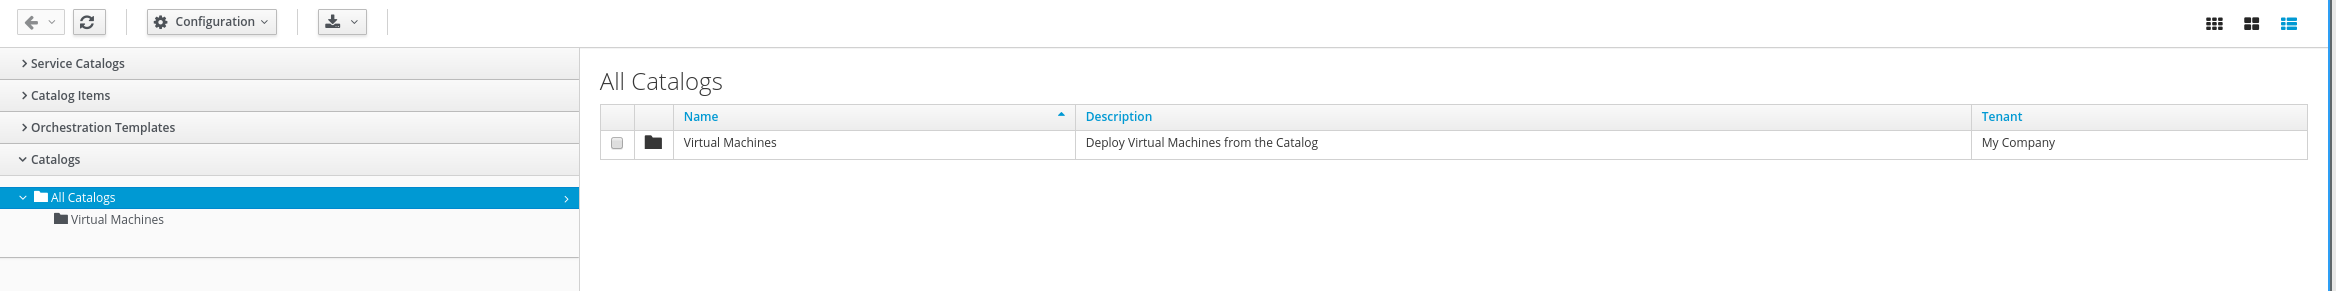 Configuration
Service Catalogs
Catalog Items
Orchestration Templates
Catalogs
All Catalogs
Virtual Machines
All Catalogs
Name Description Tenant
Virtual Machines Deploy Virtual Machines from the Catalog My Company